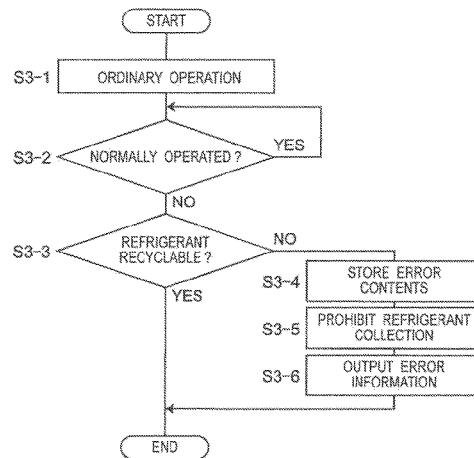 START
S3-1
ORDINARY OPERATION
S3-2
NORMALLY OPERATED?
YES
NO
S3-3
REFRIGERANT
RECYCLABLE?
NO
YES
S3-4
STORE ERROR
CONTENTS
S3-5
PROHIBIT REFRIGERANT
COLLECTION
S3-6
OUTPUT ERROR
INFORMATION
END